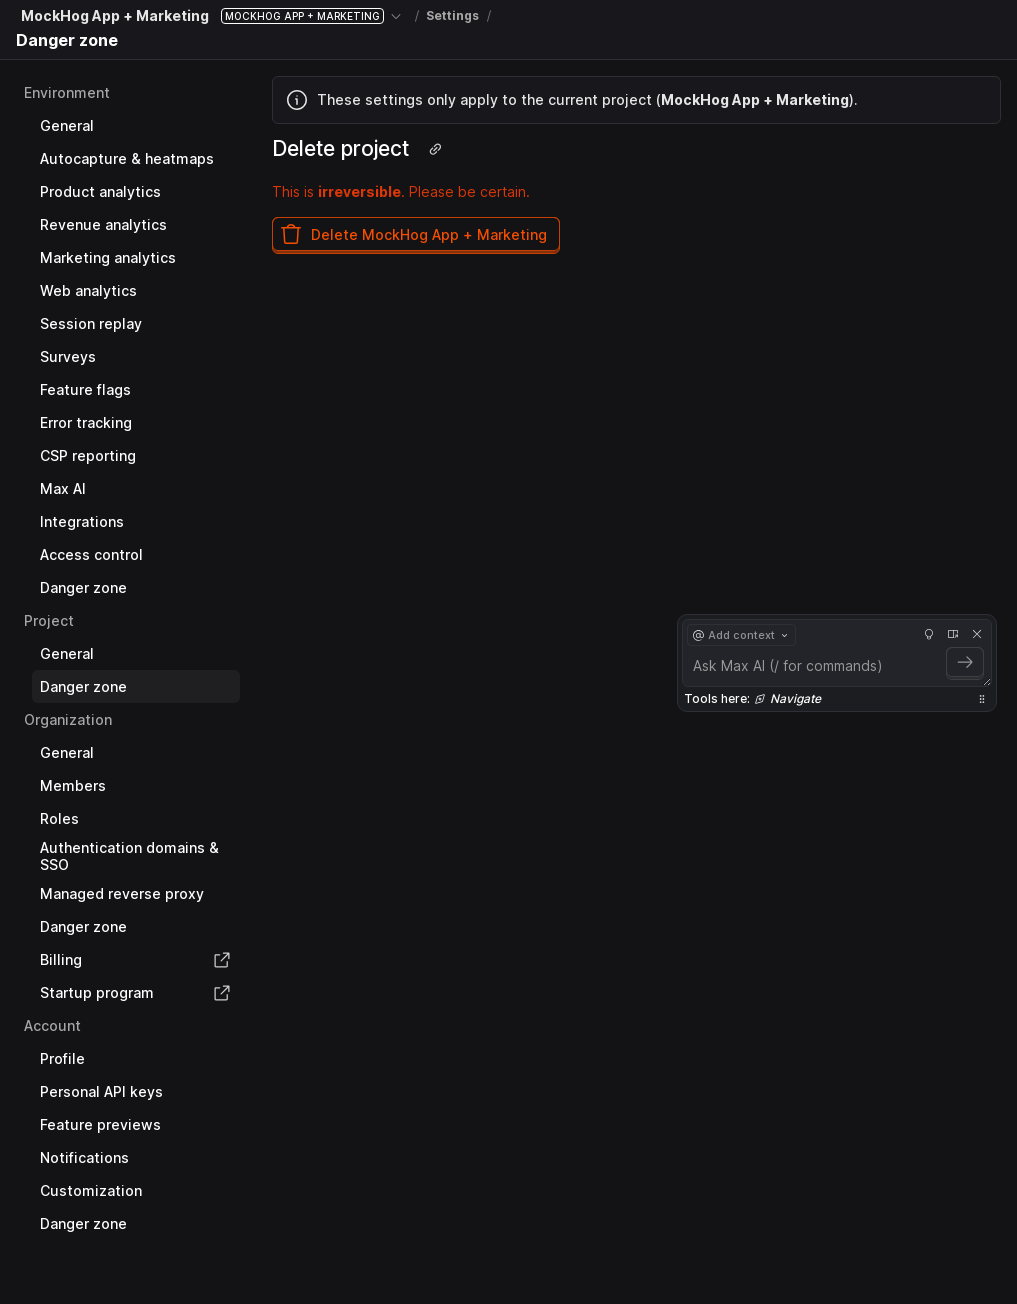 MockHog App + Marketing MOCKHOG APP + MARKETING / Settings /
Danger zone
Environment
General
Autocapture & heatmaps
Product analytics
Revenue analytics
Marketing analytics
Web analytics
Session replay
Surveys
Feature flags
Error tracking
CSP reporting
Max AI
Integrations
Access control
Danger zone
Project
General
Danger zone
Organization
General
Members
Roles
Authentication domains &
SSO
Managed reverse proxy
Danger zone
Billing
Startup program
Account
Profile
Personal API keys
Feature previews
Notifications
Customization
Danger zone
These settings only apply to the current project (MockHog App + Marketing).
Delete project
This is irreversible. Please be certain.
Delete MockHog App + Marketing
@ Add context
Ask Max AI (/ for commands)
Tools here: Navigate